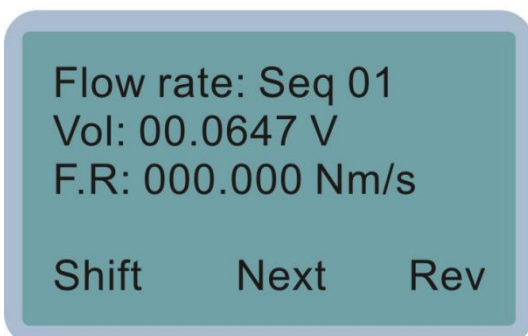 Flow rate: Seq 01
Vol: 00.0647 V
F.R: 000.000 Nm/s
Shift Next Rev